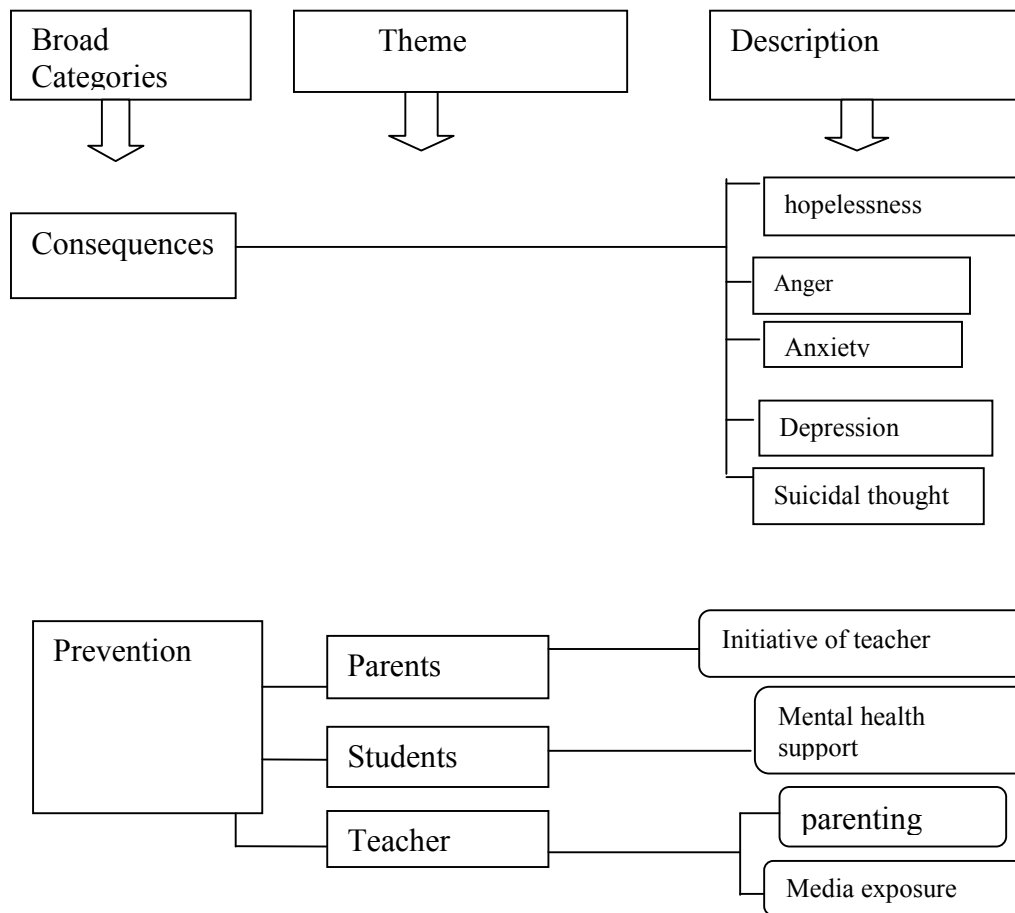 Broad
Categories
Theme
Description
Consequences
hopelessness
Anger
Anxiety
Depression
Suicidal thought
Prevention
Parents
Initiative of teacher
Students
Mental health
support
Teacher
parenting
Media exposure